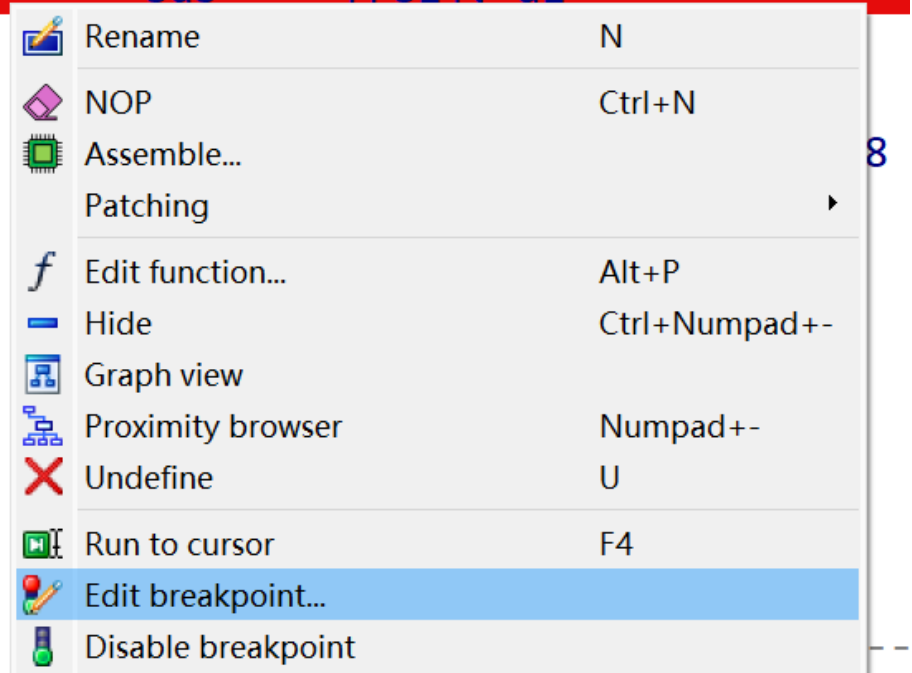 Rename N
NOP Ctrl+N
Assemble...
8
Patching
Edit function... Alt+P
Hide Ctrl+Numpad+-
Graph view
Proximity browser Numpad+-
Undefine U
Run to cursor F4
Edit breakpoint...
Disable breakpoint
--